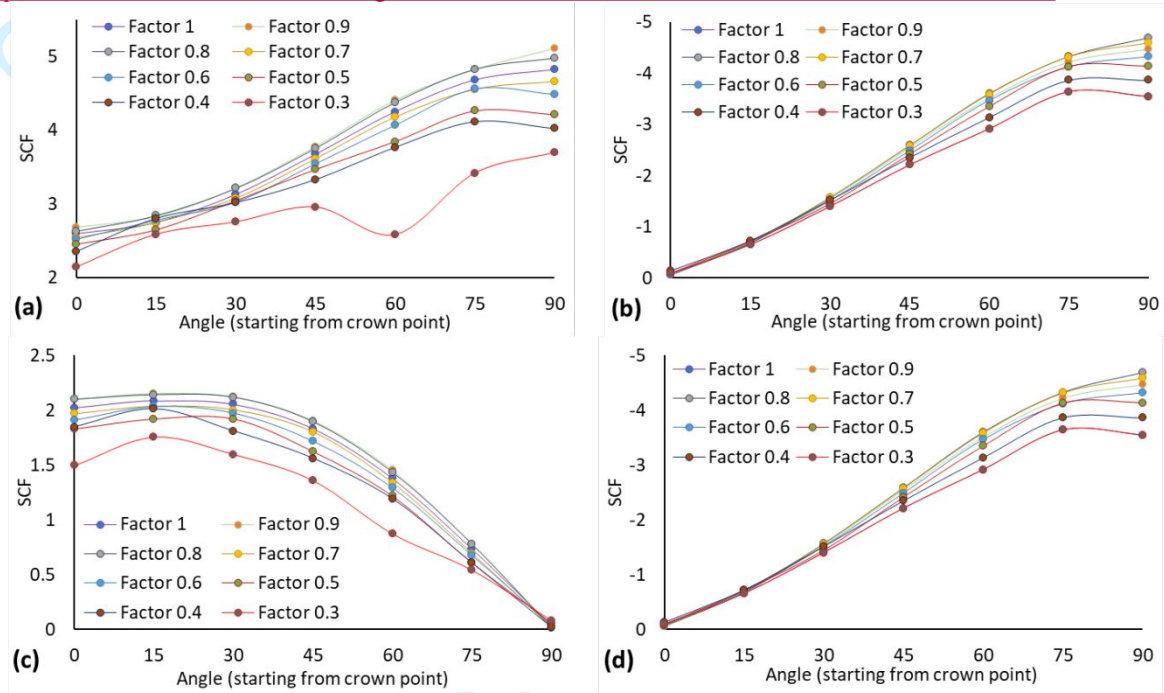 Factor 1
Factor 0.9
Factor 0.8
Factor 0.7
Factor 0.6
Factor 0.5
Factor 0.4
Factor 0.3
SCF
5
4
3
2
0 15 30 45 60 75 90
(a)
Angle (starting from crown point)
Factor 1
Factor 0.9
Factor 0.8
Factor 0.7
Factor 0.6
Factor 0.5
Factor 0.4
Factor 0.3
SCF
-5
-4
-3
-2
-1
0
0 15 30 45 60 75 90
(b)
Angle (starting from crown point)
2.5
2
1.5
1
0.5
0
SCF
Factor 1
Factor 0.9
Factor 0.8
Factor 0.7
Factor 0.6
Factor 0.5
Factor 0.4
Factor 0.3
0 15 30 45 60 75 90
(c)
Angle (starting from crown point)
-5
-4
-3
-2
-1
0
SCF
Factor 1
Factor 0.9
Factor 0.8
Factor 0.7
Factor 0.6
Factor 0.5
Factor 0.4
Factor 0.3
0 15 30 45 60 75 90
(d)
Angle (starting from crown point)